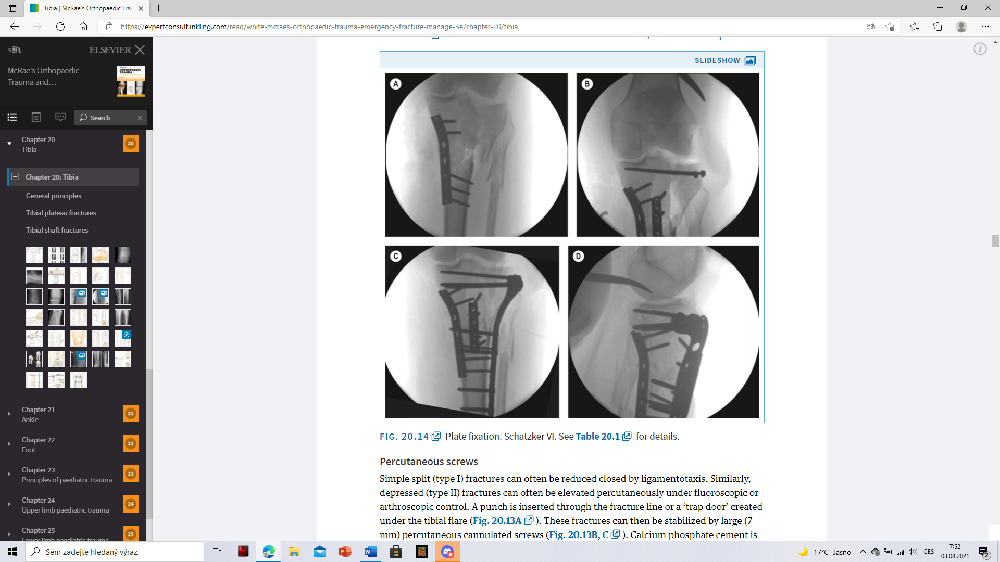 Tibia | McRae's Orthopaedic Trau
https://expertconsult.inkling.com/read/white-mcraes-orthopaedic-trauma-emergency-fracture-manage-3e/chapter-20/tibia
ELSEVIER
McRae's Orthopaedic
Trauma and...
ORTHOPAEDIC
TRAUMA
Search
Chapter 20
Tibia
20
Chapter 20: Tibia
General principles
Tibial plateau fractures
Tibial shaft fractures
Chapter 21
Ankle
21
Chapter 22
Foot
22
Chapter 23
Principles of paediatric trauma
23
Chapter 24
Upper limb paediatric trauma
24
Chapter 25
Lower limb paediatric trauma
25
SLIDESHOW
A
B
C
D
FIG. 20.14 Plate fixation. Schatzker VI. See Table 20.1 for details.
Percutaneous screws
Simple split (type I) fractures can often be reduced closed by ligamentotaxis. Similarly,
depressed (type II) fractures can often be elevated percutaneously under fluoroscopic or
arthroscopic control. A punch is inserted through the fracture line or a ‘trap door’ created
under the tibial flare (Fig. 20.13A ). These fractures can then be stabilized by large (7-
mm) percutaneous cannulated screws (Fig. 20.13B, C ). Calcium phosphate cement is
Sem zadejte hledaný výraz
17°C Jasno
CES
7:52
03.08.2021
2